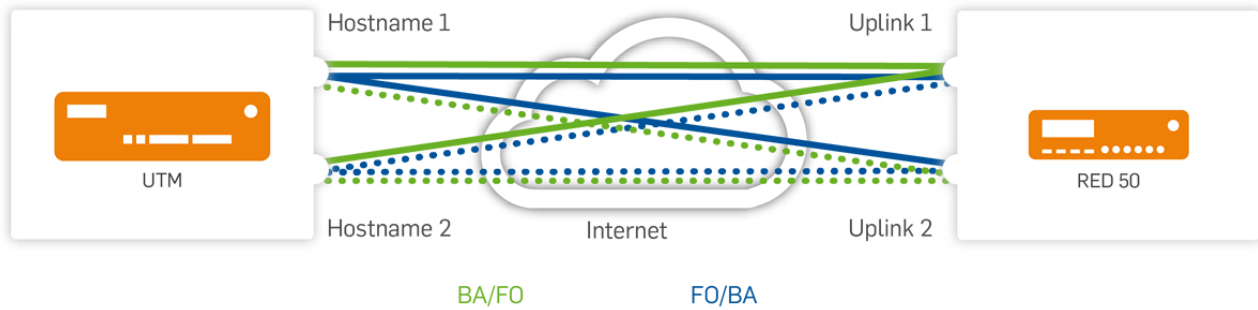 Hostname 1
Uplink 1
UTM
RED 50
Hostname 2
Internet
Uplink 2
BA/FO
FO/BA